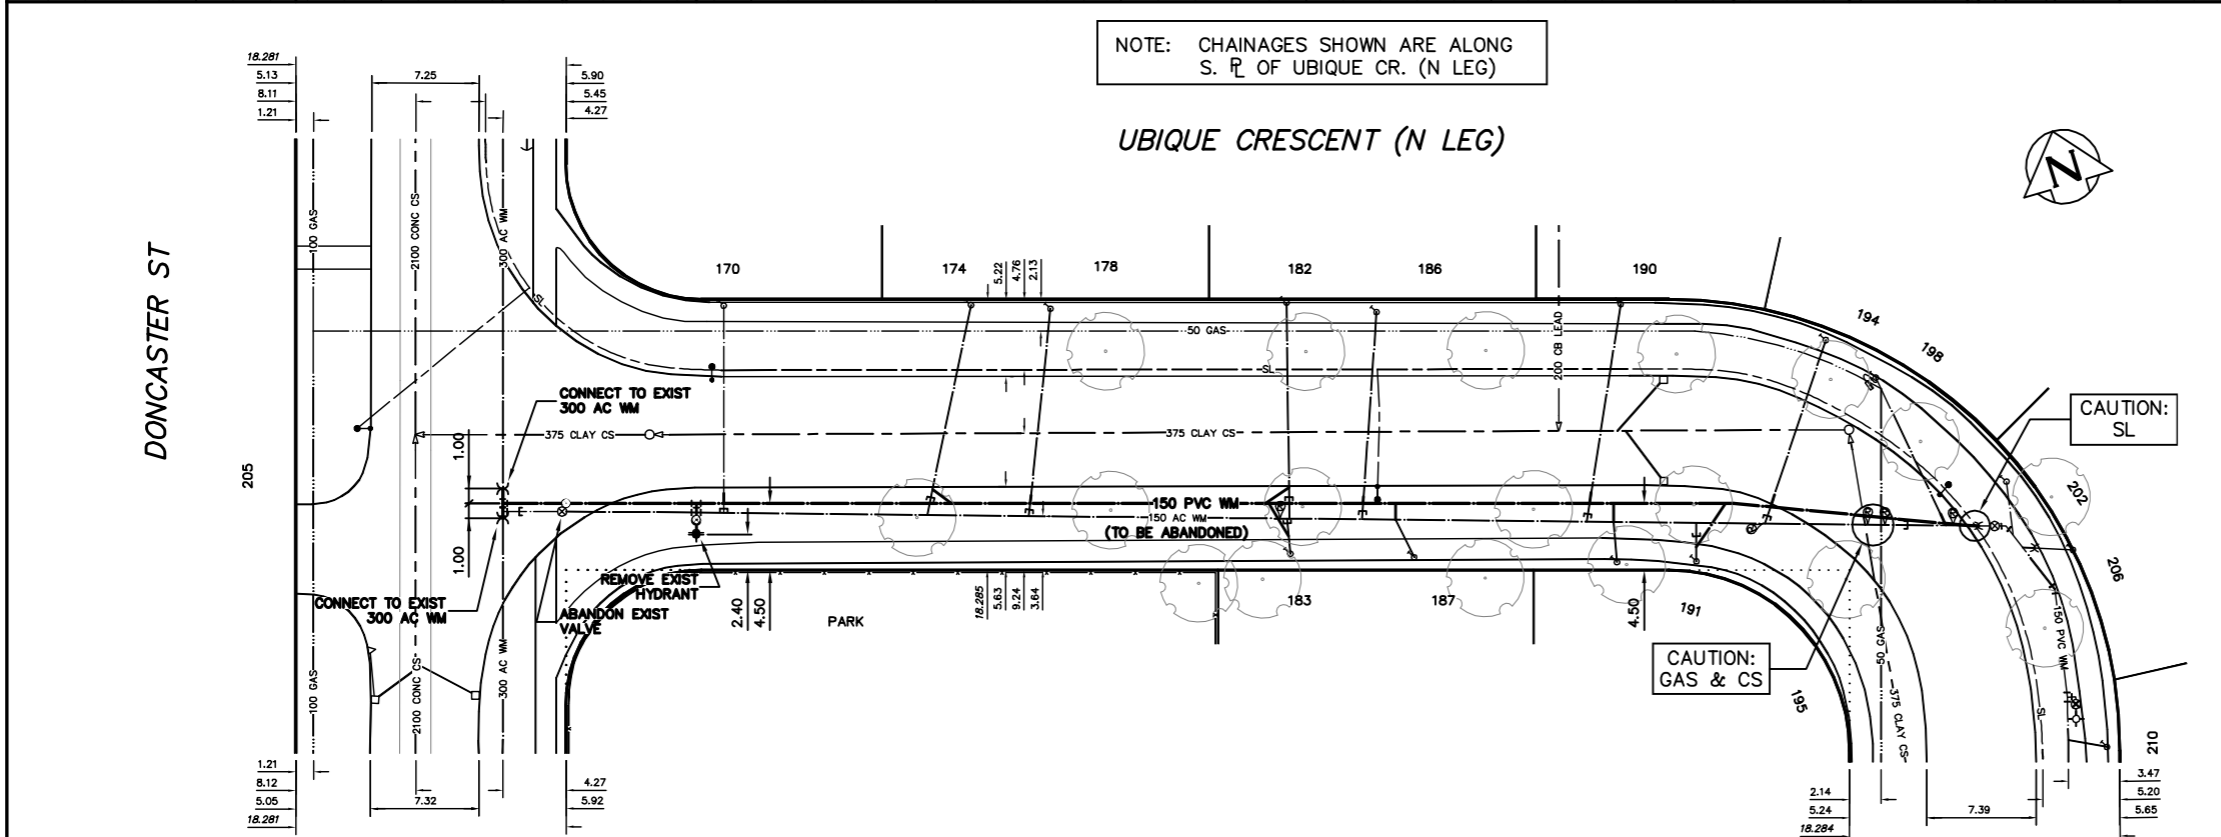 NOTE: CHAINAGES SHOWN ARE ALONG
S. ⅊ OF UBIQUE CR. (N LEG)
UBIQUE CRESCENT (N LEG)
N
DONCASTER ST
18.281
5.13
8.11
1.21
7.25
5.90
5.45
4.27
100 GAS
2100 CONC CS
300 AC WM
SL
170
174
178
182
186
190
194
198
202
206
210
5.22
4.76
2.13
50 GAS
SL
200 CB LEAD
CAUTION:
SL
CONNECT TO EXIST
300 AC WM
375 CLAY CS
375 CLAY CS
205
1.00
1.00
150 PVC WM
150 AC WM
(TO BE ABANDONED)
CONNECT TO EXIST
300 AC WM
REMOVE EXIST
HYDRANT
ABANDON EXIST
VALVE
2.40
4.50
PARK
18.285
5.63
9.24
3.64
183
187
4.50
191
195
CAUTION:
GAS & CS
50 GAS
375 CLAY CS
SL
150 PVC WM
100 GAS
2100 CONC CS
300 AC WM
1.21
8.12
5.05
18.281
7.32
4.27
5.92
2.14
5.24
18.284
7.39
3.47
5.20
5.65